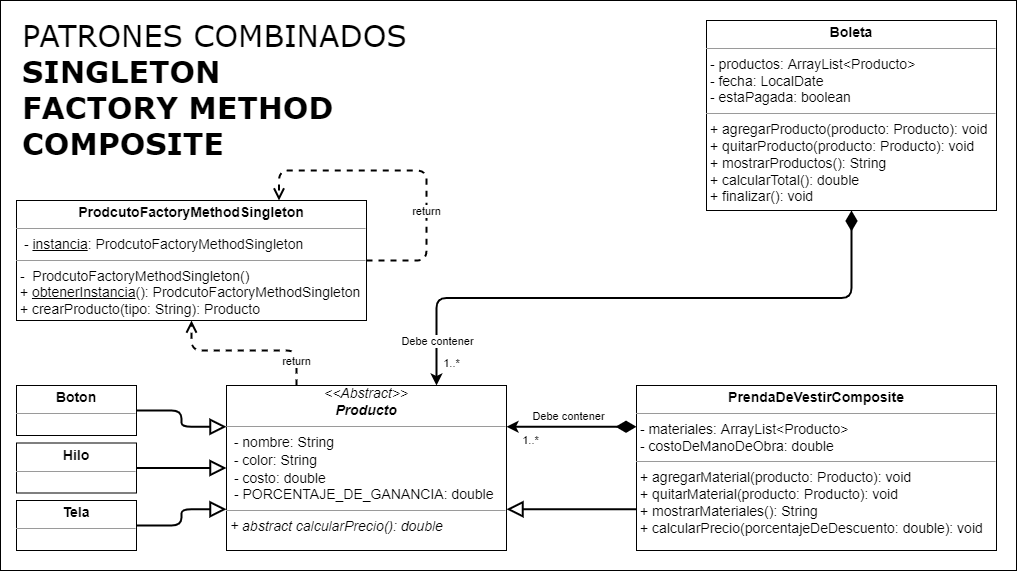 PATRONES COMBINADOS
SINGLETON
FACTORY METHOD
COMPOSITE
Boleta
- productos: ArrayList<Producto>
- fecha: LocalDate
- estaPagada: boolean
+ agregarProducto(producto: Producto): void
+ quitarProducto(producto: Producto): void
+ mostrarProductos(): String
+ calcularTotal(): double
+ finalizar(): void
ProdcutoFactoryMethodSingleton
- instancia: ProdcutoFactoryMethodSingleton
- ProdcutoFactoryMethodSingleton()
+ obtenerInstancia(): ProdcutoFactoryMethodSingleton
+ crearProducto(tipo: String): Producto
return
return
Debe contener
1..*
Boton
Hilo
Tela
<<Abstract>>
Producto
- nombre: String
- color: String
- costo: double
- PORCENTAJE_DE_GANANCIA: double
+ abstract calcularPrecio(): double
Debe contener
1..*
PrendaDeVestirComposite
- materiales: ArrayList<Producto>
- costoDeManoDeObra: double
+ agregarMaterial(producto: Producto): void
+ quitarMaterial(producto: Producto): void
+ mostrarMateriales(): String
+ calcularPrecio(porcentajeDeDescuento: double): void